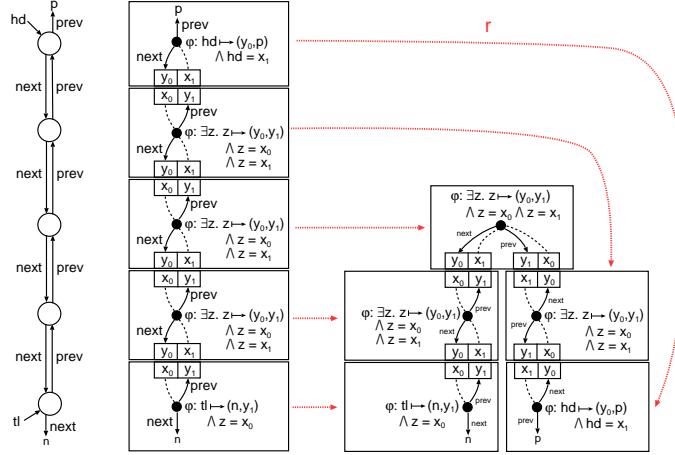 p
hd
prev
next
prev
next
prev
next
prev
next
prev
tl
next
n
p
prev
φ: hd ↦ (y₀,p)
next
∧ hd = x₁
y₀ x₁
x₀ y₁
prev
φ: ∃z. z ↦ (y₀,y₁)
next
∧ z = x₀
∧ z = x₁
y₀ x₁
x₀ y₁
prev
φ: ∃z. z ↦ (y₀,y₁)
next
∧ z = x₀
∧ z = x₁
y₀ x₁
x₀ y₁
prev
φ: ∃z. z ↦ (y₀,y₁)
next
∧ z = x₀
∧ z = x₁
y₀ x₁
x₀ y₁
prev
φ: tl ↦ (n,y₁)
next
∧ z = x₀
n
r
φ: ∃z. z ↦ (y₀,y₁)
∧ z = x₀ ∧ z = x₁
next
prev
y₀ x₁
y₁ x₀
x₀ y₁
prev
φ: ∃z. z ↦ (y₀,y₁)
∧ z = x₀
next
∧ z = x₁
y₀ x₁
x₀ y₁
prev
φ: tl ↦ (n,y₁)
next
∧ z = x₀
n
x₁ y₀
next
φ: ∃z. z ↦ (y₀,y₁)
prev
∧ z = x₀
∧ z = x₁
y₁ x₀
x₁ y₀
next
φ: hd ↦ (y₀,p)
prev
∧ hd = x₁
p